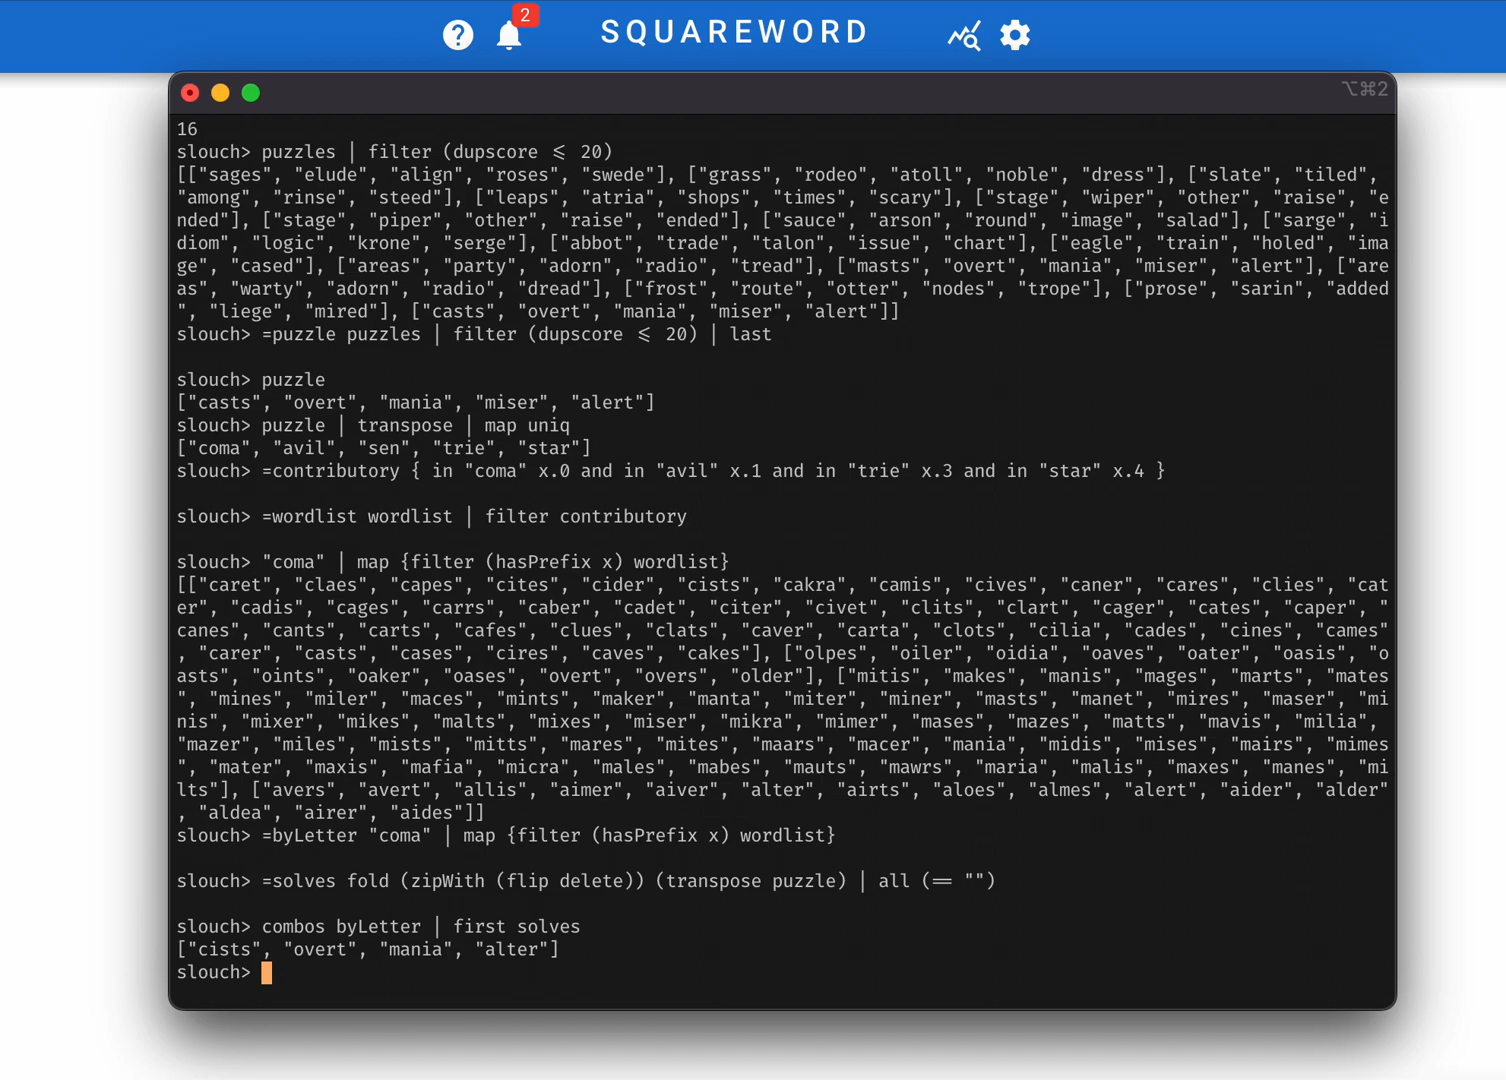 2
SQUAREWORD
⌥⌘2
16
slouch> puzzles | filter (dupscore ⩽ 20)
[["sages", "elude", "align", "roses", "swede"], ["grass", "rodeo", "atoll", "noble", "dress"], ["slate", "tiled",
"among", "rinse", "steed"], ["leaps", "atria", "shops", "times", "scary"], ["stage", "wiper", "other", "raise", "e
nded"], ["stage", "piper", "other", "raise", "ended"], ["sauce", "arson", "round", "image", "salad"], ["sarge", "i
diom", "logic", "krone", "serge"], ["abbot", "trade", "talon", "issue", "chart"], ["eagle", "train", "holed", "ima
ge", "cased"], ["areas", "party", "adorn", "radio", "tread"], ["masts", "overt", "mania", "miser", "alert"], ["are
as", "warty", "adorn", "radio", "dread"], ["frost", "route", "otter", "nodes", "trope"], ["prose", "sarin", "added
", "liege", "mired"], ["casts", "overt", "mania", "miser", "alert"]]
slouch> =puzzle puzzles | filter (dupscore ⩽ 20) | last
slouch> puzzle
["casts", "overt", "mania", "miser", "alert"]
slouch> puzzle | transpose | map uniq
["coma", "avil", "sen", "trie", "star"]
slouch> =contributory { in "coma" x.0 and in "avil" x.1 and in "trie" x.3 and in "star" x.4 }
slouch> =wordlist wordlist | filter contributory
slouch> "coma" | map {filter (hasPrefix x) wordlist}
[["caret", "claes", "capes", "cites", "cider", "cists", "cakra", "camis", "cives", "caner", "cares", "clies", "cat
er", "cadis", "cages", "carrs", "caber", "cadet", "citer", "civet", "clits", "clart", "cager", "cates", "caper", "
canes", "cants", "carts", "cafes", "clues", "clats", "caver", "carta", "clots", "cilia", "cades", "cines", "cames"
, "carer", "casts", "cases", "cires", "caves", "cakes"], ["olpes", "oiler", "oidia", "oaves", "oater", "oasis", "o
asts", "oints", "oaker", "oases", "overt", "overs", "older"], ["mitis", "makes", "manis", "mages", "marts", "mates
", "mines", "miler", "maces", "mints", "maker", "manta", "miter", "miner", "masts", "manet", "mires", "maser", "mi
nis", "mixer", "mikes", "malts", "mixes", "miser", "mikra", "mimer", "mases", "mazes", "matts", "mavis", "milia",
"mazer", "miles", "mists", "mitts", "mares", "mites", "maars", "macer", "mania", "midis", "mises", "mairs", "mimes
", "mater", "maxis", "mafia", "micra", "males", "mabes", "mauts", "mawrs", "maria", "malis", "maxes", "manes", "mi
lts"], ["avers", "avert", "allis", "aimer", "aiver", "alter", "airts", "aloes", "almes", "alert", "aider", "alder"
, "aldea", "airer", "aides"]]
slouch> =byLetter "coma" | map {filter (hasPrefix x) wordlist}
slouch> =solves fold (zipWith (flip delete)) (transpose puzzle) | all (== "")
slouch> combos byLetter | first solves
["cists", "overt", "mania", "alter"]
slouch>